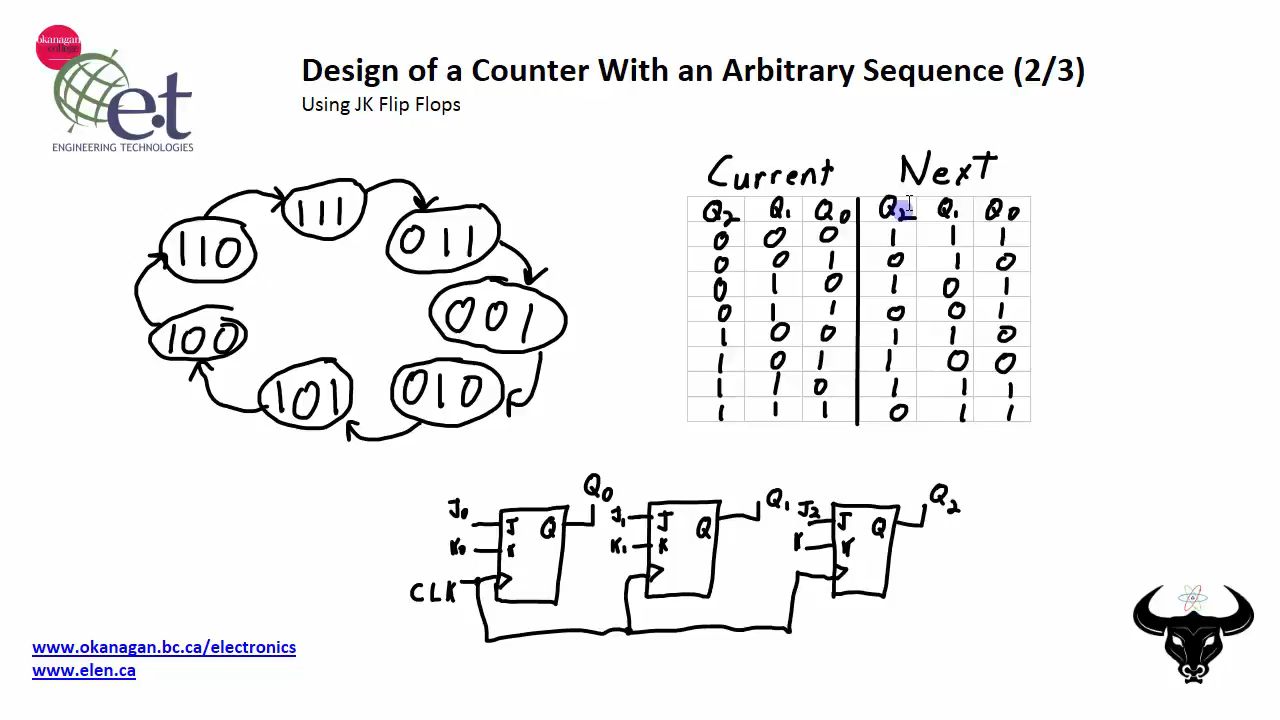 okanagan
college
e.t
ENGINEERING TECHNOLOGIES
Design of a Counter With an Arbitrary Sequence (2/3)
Using JK Flip Flops
Current Next
Q2 Q1 Q0 Q2 Q1 Q0
0 0 0 1 1 1
0 0 1 0 1 0
0 1 0 1 0 1
0 1 1 0 0 1
1 0 0 1 1 0
1 0 1 1 0 0
1 1 0 1 1 1
1 1 1 0 1 1
111
110
011
001
100
101
010
Q0 Q1 Q2
J0 J Q J1 J Q J2 J Q
K0 K K1 K K K
CLK
www.okanagan.bc.ca/electronics
www.elen.ca